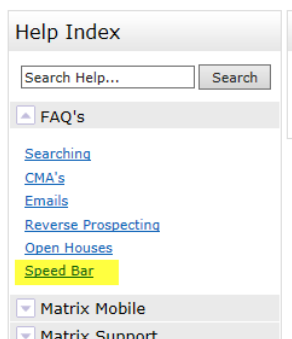 Help Index
Search Help... Search
FAQ's
Searching
CMA's
Emails
Reverse Prospecting
Open Houses
Speed Bar
Matrix Mobile
Matrix Support